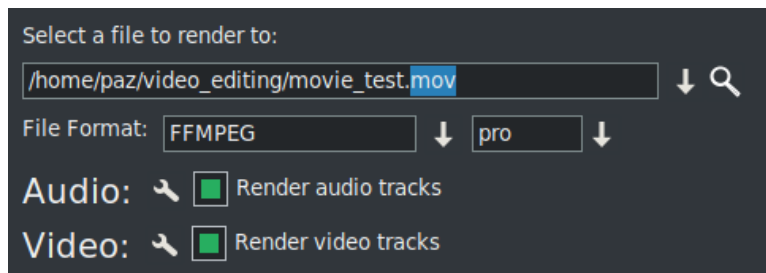 Select a file to render to:
/home/paz/video_editing/movie_test.mov
File Format: FFMPEG pro
Audio: Render audio tracks
Video: Render video tracks